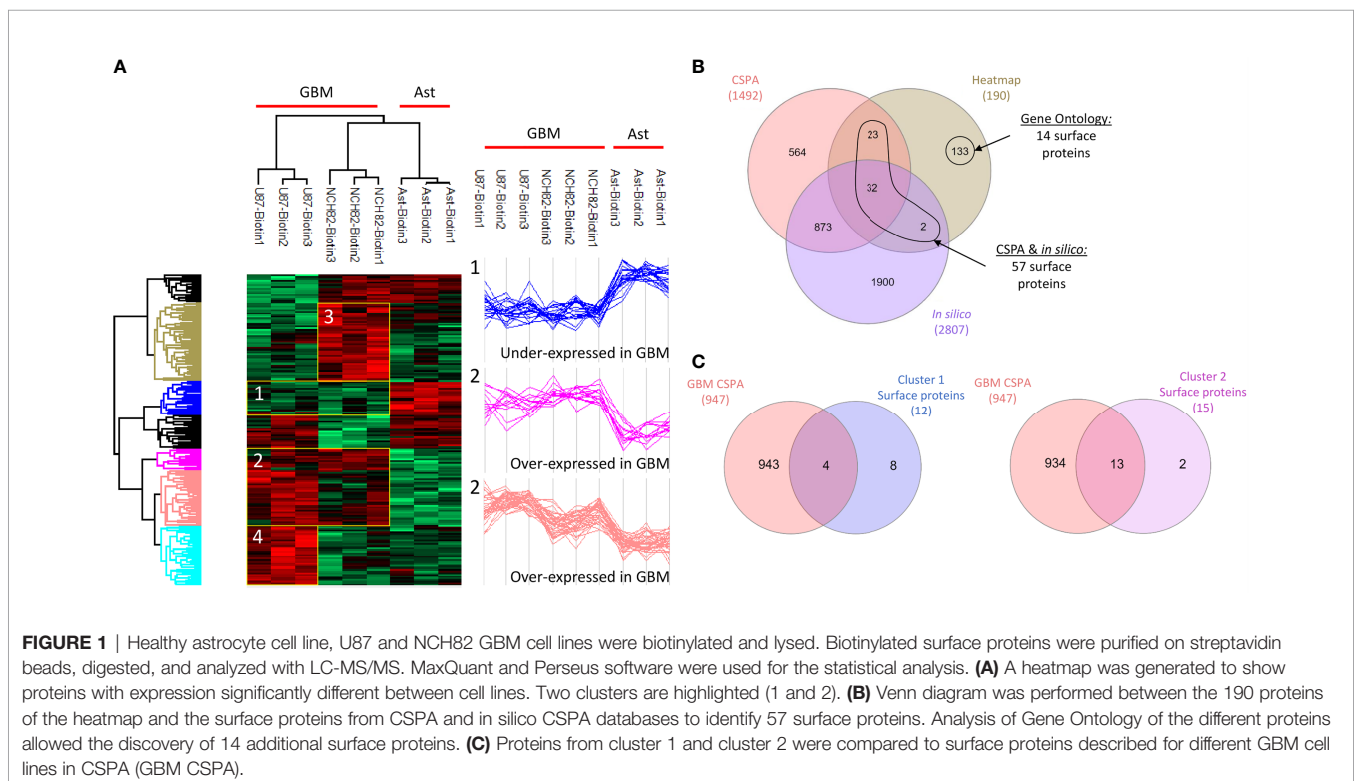 A
GBM
Ast
U87-Biotin1
U87-Biotin2
U87-Biotin3
NCH82-Biotin3
NCH82-Biotin2
NCH82-Biotin1
Ast-Biotin3
Ast-Biotin2
Ast-Biotin1
3
1
2
4
GBM
Ast
U87-Biotin1
U87-Biotin2
U87-Biotin3
NCH82-Biotin3
NCH82-Biotin2
NCH82-Biotin1
Ast-Biotin3
Ast-Biotin2
Ast-Biotin1
1
Under-expressed in GBM
2
Over-expressed in GBM
2
Over-expressed in GBM
B
CSPA
(1492)
Heatmap
(190)
Gene Ontology:
14 surface
proteins
564
23
133
32
873
2
1900
CSPA & in silico:
57 surface
proteins
In silico
(2807)
C
GBM CSPA
(947)
Cluster 1
Surface proteins
(12)
943
4
8
GBM CSPA
(947)
Cluster 2
Surface proteins
(15)
934
13
2
FIGURE 1 | Healthy astrocyte cell line, U87 and NCH82 GBM cell lines were biotinylated and lysed. Biotinylated surface proteins were purified on streptavidin
beads, digested, and analyzed with LC-MS/MS. MaxQuant and Perseus software were used for the statistical analysis. (A) A heatmap was generated to show
proteins with expression significantly different between cell lines. Two clusters are highlighted (1 and 2). (B) Venn diagram was performed between the 190 proteins
of the heatmap and the surface proteins from CSPA and in silico CSPA databases to identify 57 surface proteins. Analysis of Gene Ontology of the different proteins
allowed the discovery of 14 additional surface proteins. (C) Proteins from cluster 1 and cluster 2 were compared to surface proteins described for different GBM cell
lines in CSPA (GBM CSPA).